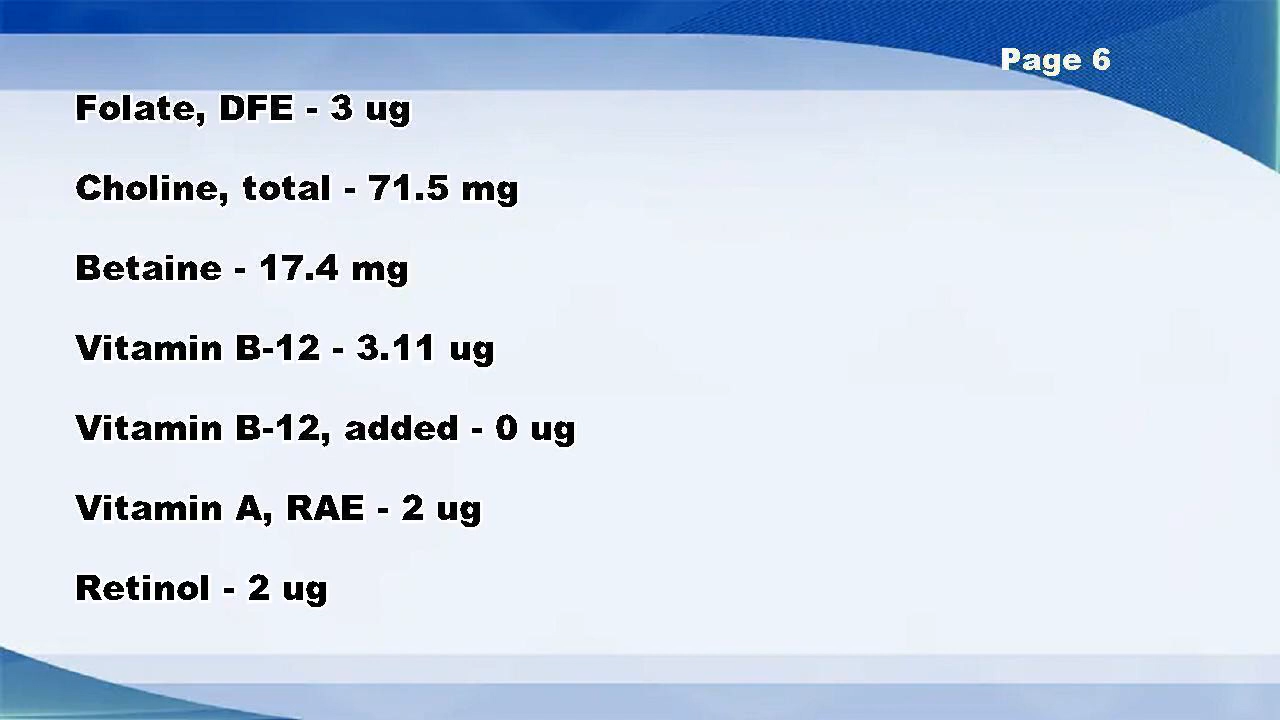 Page 6
Folate, DFE - 3 ug
Choline, total - 71.5 mg
Betaine - 17.4 mg
Vitamin B-12 - 3.11 ug
Vitamin B-12, added - 0 ug
Vitamin A, RAE - 2 ug
Retinol - 2 ug